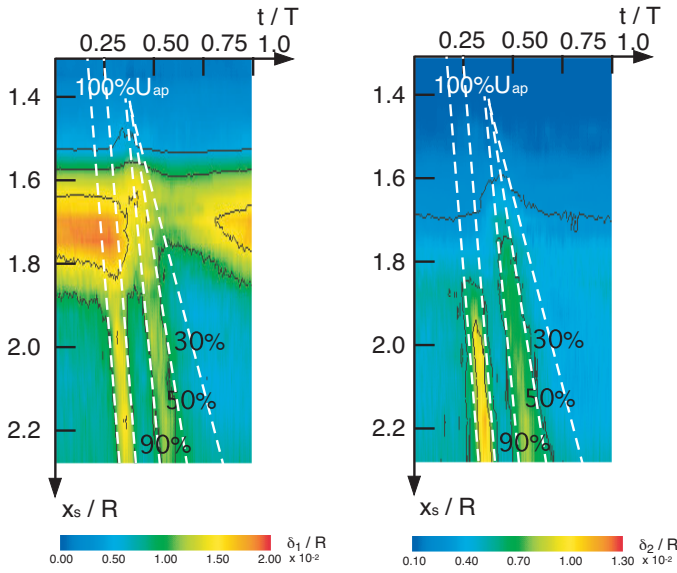 t / T
0.25 0.50 0.75 1.0
100%Uap
1.4
1.6
1.8
2.0
2.2
30%
50%
90%
xs / R
δ1 / R
0.00 0.50 1.00 1.50 2.00 x 10⁻²
t / T
0.25 0.50 0.75 1.0
100%Uap
1.4
1.6
1.8
2.0
2.2
30%
50%
90%
xs / R
δ2 / R
0.10 0.40 0.70 1.00 1.30 x 10⁻²